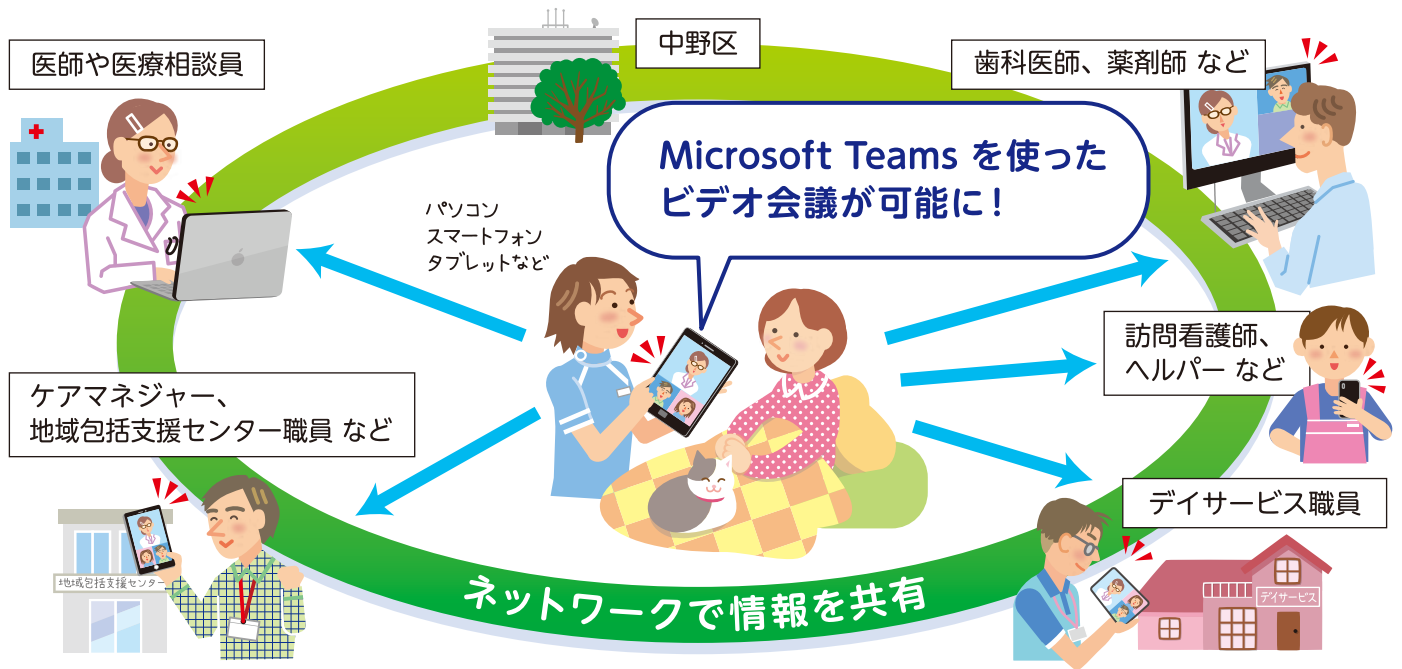 中野区
医師や医療相談員
歯科医師、薬剤師 など
Microsoft Teams を使った
ビデオ会議が可能に！
パソコン
スマートフォン
タブレットなど
訪問看護師、
ヘルパー など
ケアマネジャー、
地域包括支援センター職員 など
デイサービス職員
地域包括支援センター
デイサービス
ネットワークで情報を共有